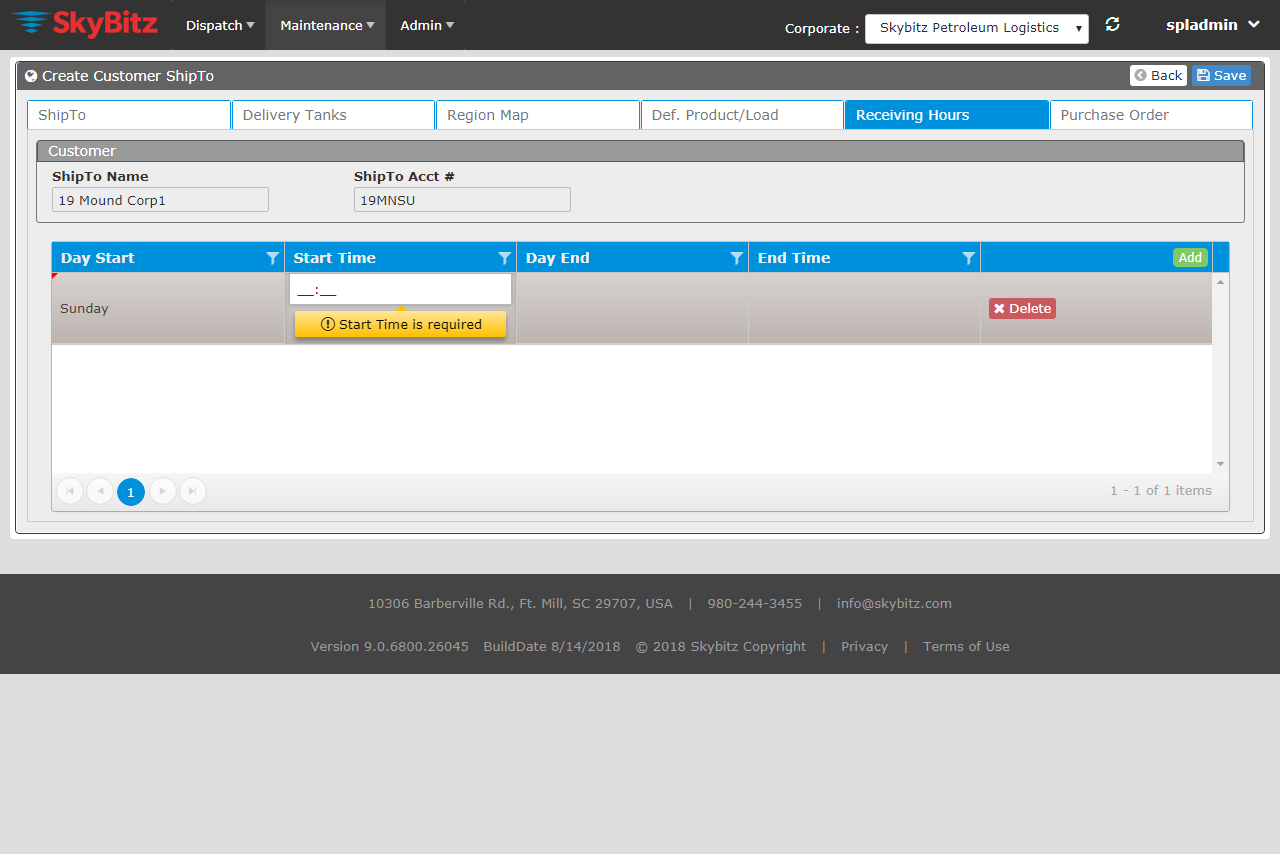 SkyBitz Dispatch Maintenance Admin Corporate : Skybitz Petroleum Logistics spladmin
Create Customer ShipTo Back Save
ShipTo Delivery Tanks Region Map Def. Product/Load Receiving Hours Purchase Order
Customer
ShipTo Name ShipTo Acct #
19 Mound Corp1 19MNSU
Day Start Start Time Day End End Time Add
__:__
Sunday Delete
Start Time is required
1 1 - 1 of 1 items
10306 Barberville Rd., Ft. Mill, SC 29707, USA | 980-244-3455 | info@skybitz.com
Version 9.0.6800.26045 BuildDate 8/14/2018 © 2018 Skybitz Copyright | Privacy | Terms of Use